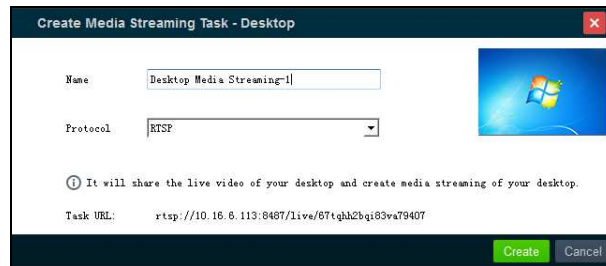 Create Media Streaming Task - Desktop
Name
Desktop Media Streaming-1
Protocol
RTSP
It will share the live video of your desktop and create media streaming of your desktop.
Task URL: rtsp://10.16.6.113:8487/live/67tqhh2bqi83va79407
Create Cancel